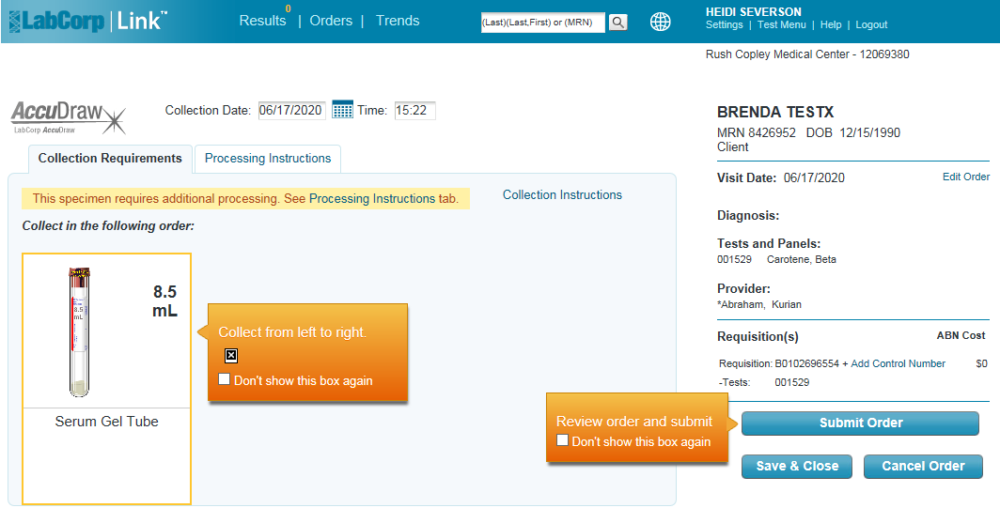 LabCorp | Link™
Results 0 | Orders | Trends
(Last)(Last,First) or (MRN)
HEIDI SEVERSON
Settings | Test Menu | Help | Logout
Rush Copley Medical Center - 12069380
AccuDraw
LabCorp AccuDraw
Collection Date: 06/17/2020 Time: 15:22
Collection Requirements
Processing Instructions
This specimen requires additional processing. See Processing Instructions tab.
Collection Instructions
Collect in the following order:
8.5
mL
8.5
mL
Serum Gel Tube
Collect from left to right.
Don't show this box again
BRENDA TESTX
MRN 8426952 DOB 12/15/1990
Client
Visit Date: 06/17/2020 Edit Order
Diagnosis:
Tests and Panels:
001529 Carotene, Beta
Provider:
*Abraham, Kurian
Requisition(s) ABN Cost
Requisition: B0102696554 + Add Control Number $0
-Tests: 001529
Review order and submit
Don't show this box again
Submit Order
Save & Close
Cancel Order